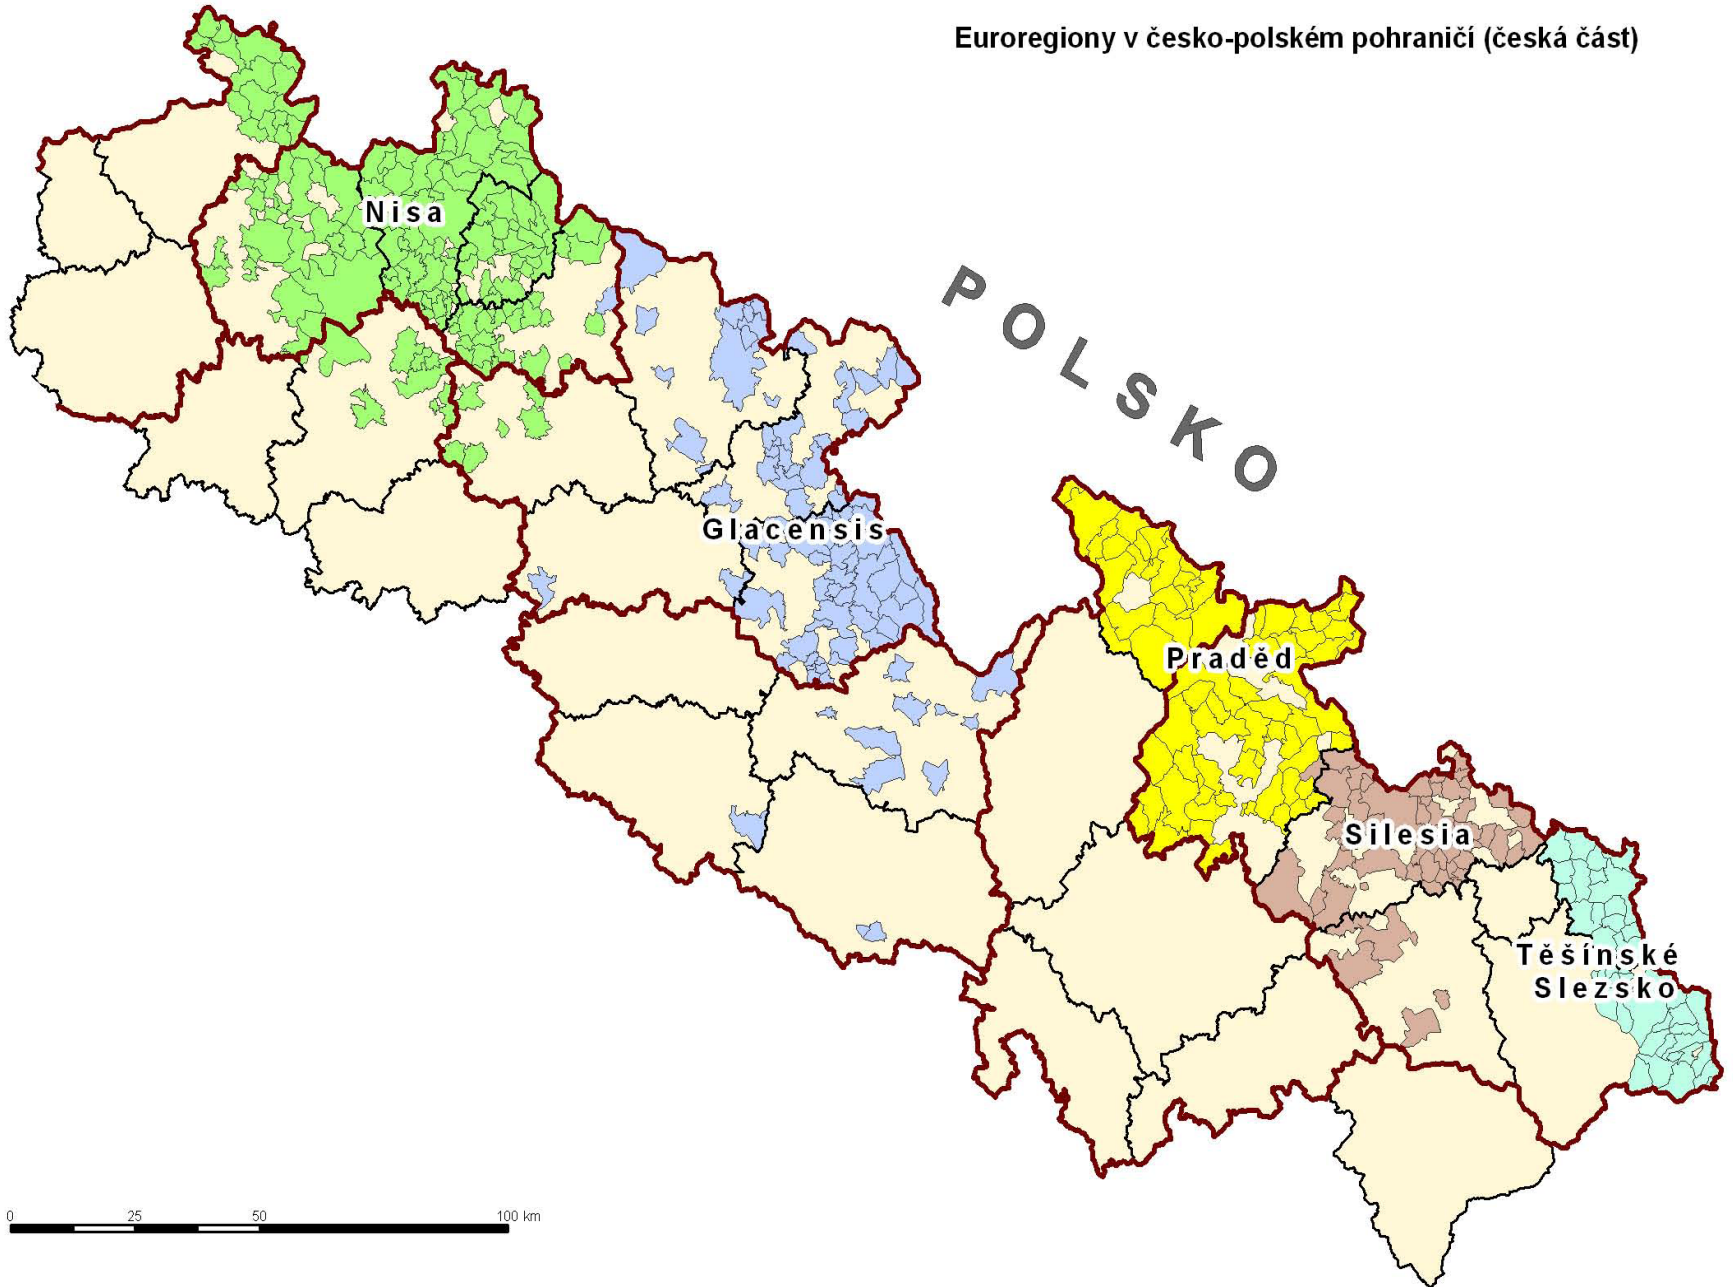 Euroregiony v česko-polském pohraničí (česká část)
Nisa
POLSKO
Glacensis
Praděd
Silesia
Těšínské
Slezsko
0 25 50 100 km